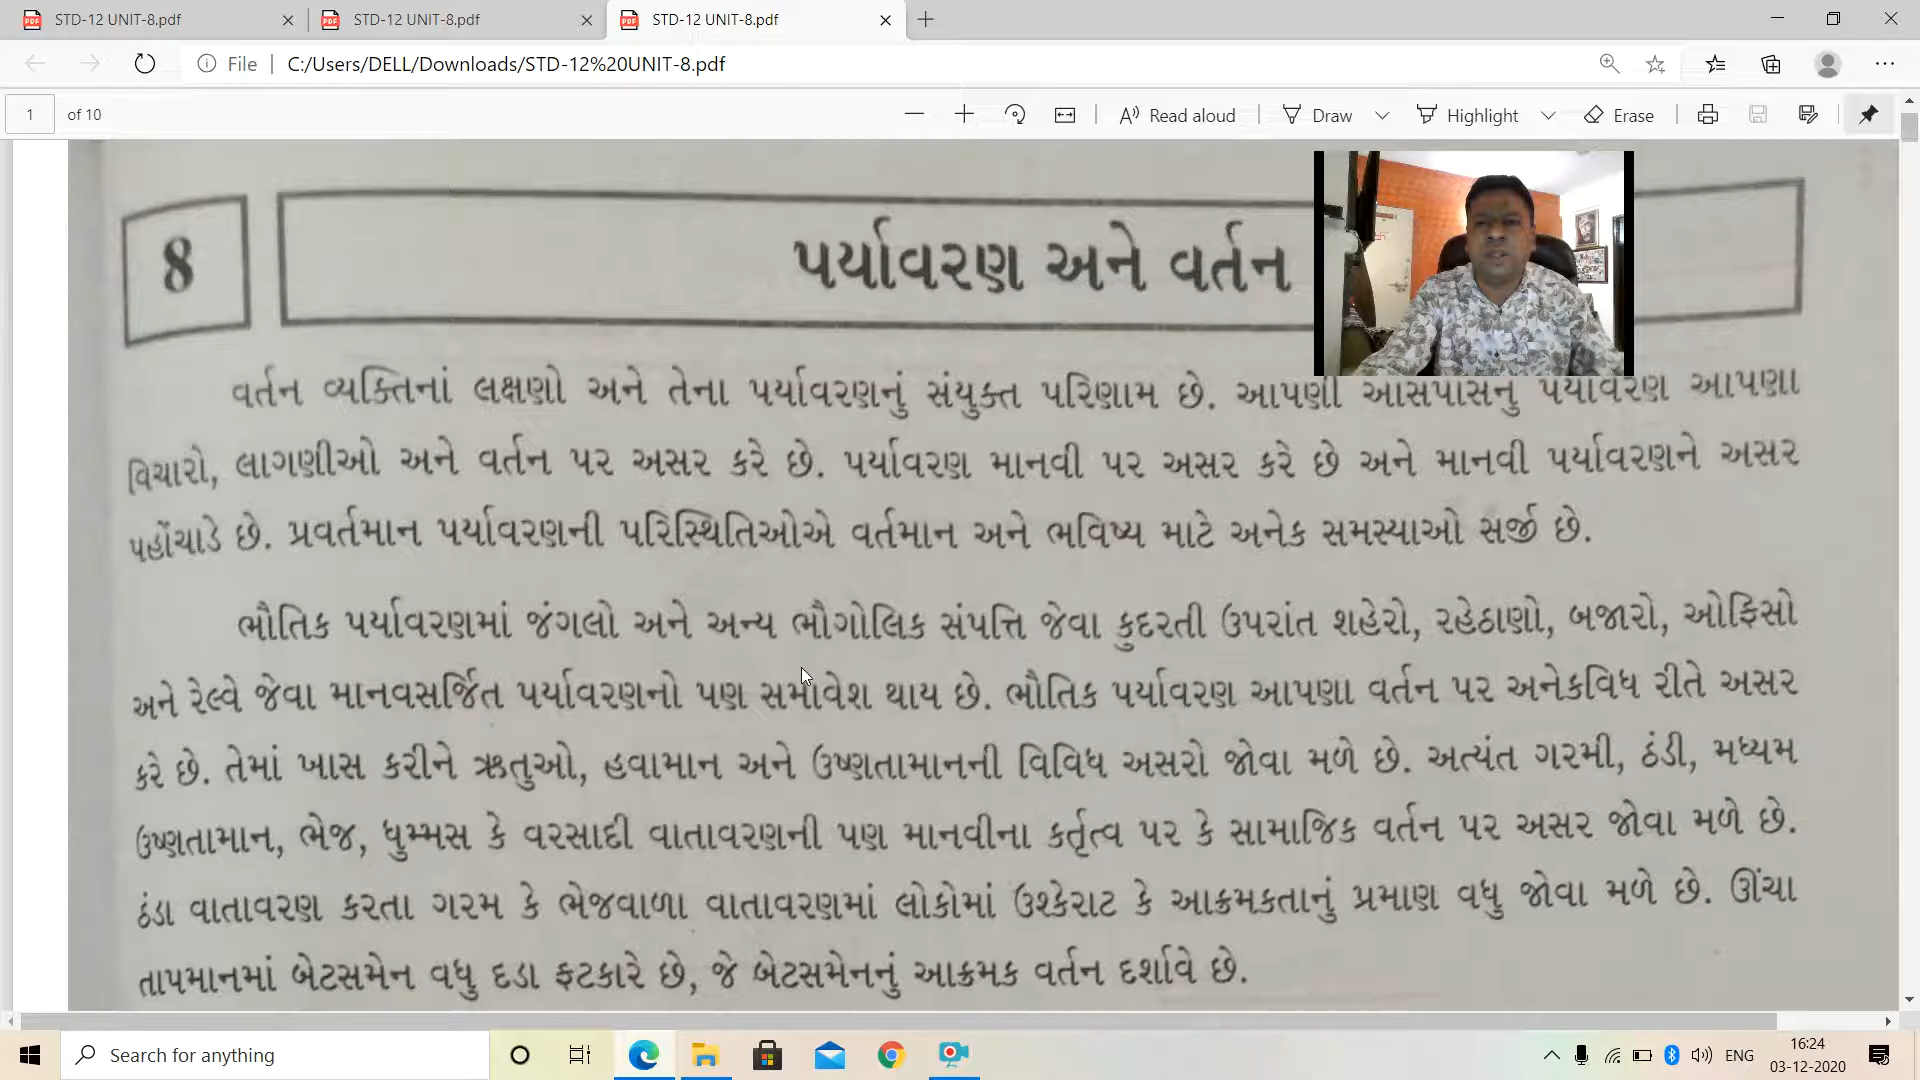 STD-12 UNIT-8.pdf
STD-12 UNIT-8.pdf
STD-12 UNIT-8.pdf
File
C:/Users/DELL/Downloads/STD-12%20UNIT-8.pdf
1 of 10
Read aloud
Draw
Highlight
Erase
8
પર્યાવરણ અને વર્તન
વર્તન વ્યક્તિનાં લક્ષણો અને તેના પર્યાવરણનું સંયુક્ત પરિણામ છે. આપણી આસપાસનું પર્યાવરણ આપણા
વિચારો, લાગણીઓ અને વર્તન પર અસર કરે છે. પર્યાવરણ માનવી પર અસર કરે છે અને માનવી પર્યાવરણને અસર
પહોંચાડે છે. પ્રવર્તમાન પર્યાવરણની પરિસ્થિતિઓએ વર્તમાન અને ભવિષ્ય માટે અનેક સમસ્યાઓ સર્જી છે.
ભૌતિક પર્યાવરણમાં જંગલો અને અન્ય ભૌગોલિક સંપત્તિ જેવા કુદરતી ઉપરાંત શહેરો, રહેઠાણો, બજારો, ઓફિસો
અને રેલ્વે જેવા માનવસર્જિત પર્યાવરણનો પણ સમાવેશ થાય છે. ભૌતિક પર્યાવરણ આપણા વર્તન પર અનેકવિધ રીતે અસર
કરે છે. તેમાં ખાસ કરીને ઋતુઓ, હવામાન અને ઉષ્ણતામાનની વિવિધ અસરો જોવા મળે છે. અત્યંત ગરમી, ઠંડી, મધ્યમ
ઉષ્ણતામાન, ભેજ, ધુમ્મસ કે વરસાદી વાતાવરણની પણ માનવીના કર્તૃત્વ પર કે સામાજિક વર્તન પર અસર જોવા મળે છે.
ઠંડા વાતાવરણ કરતા ગરમ કે ભેજવાળા વાતાવરણમાં લોકોમાં ઉશ્કેરાટ કે આક્રમકતાનું પ્રમાણ વધુ જોવા મળે છે. ઊંચા
તાપમાનમાં બેટસમેન વધુ દડા ફટકારે છે, જે બેટસમેનનું આક્રમક વર્તન દર્શાવે છે.
Search for anything
ENG
16:24
03-12-2020